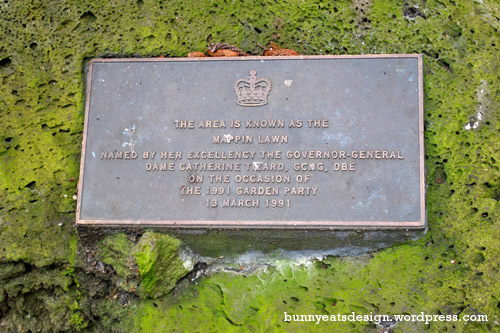 THE AREA IS KNOWN AS THE
MAPPIN LAWN
NAMED BY HER EXCELLENCY THE GOVERNOR-GENERAL
DAME CATHERINE TIZARD, GCMG, DBE
ON THE OCCASION OF
THE 1991 GARDEN PARTY
13 MARCH 1991
bunnyeatsdesign.wordpress.com